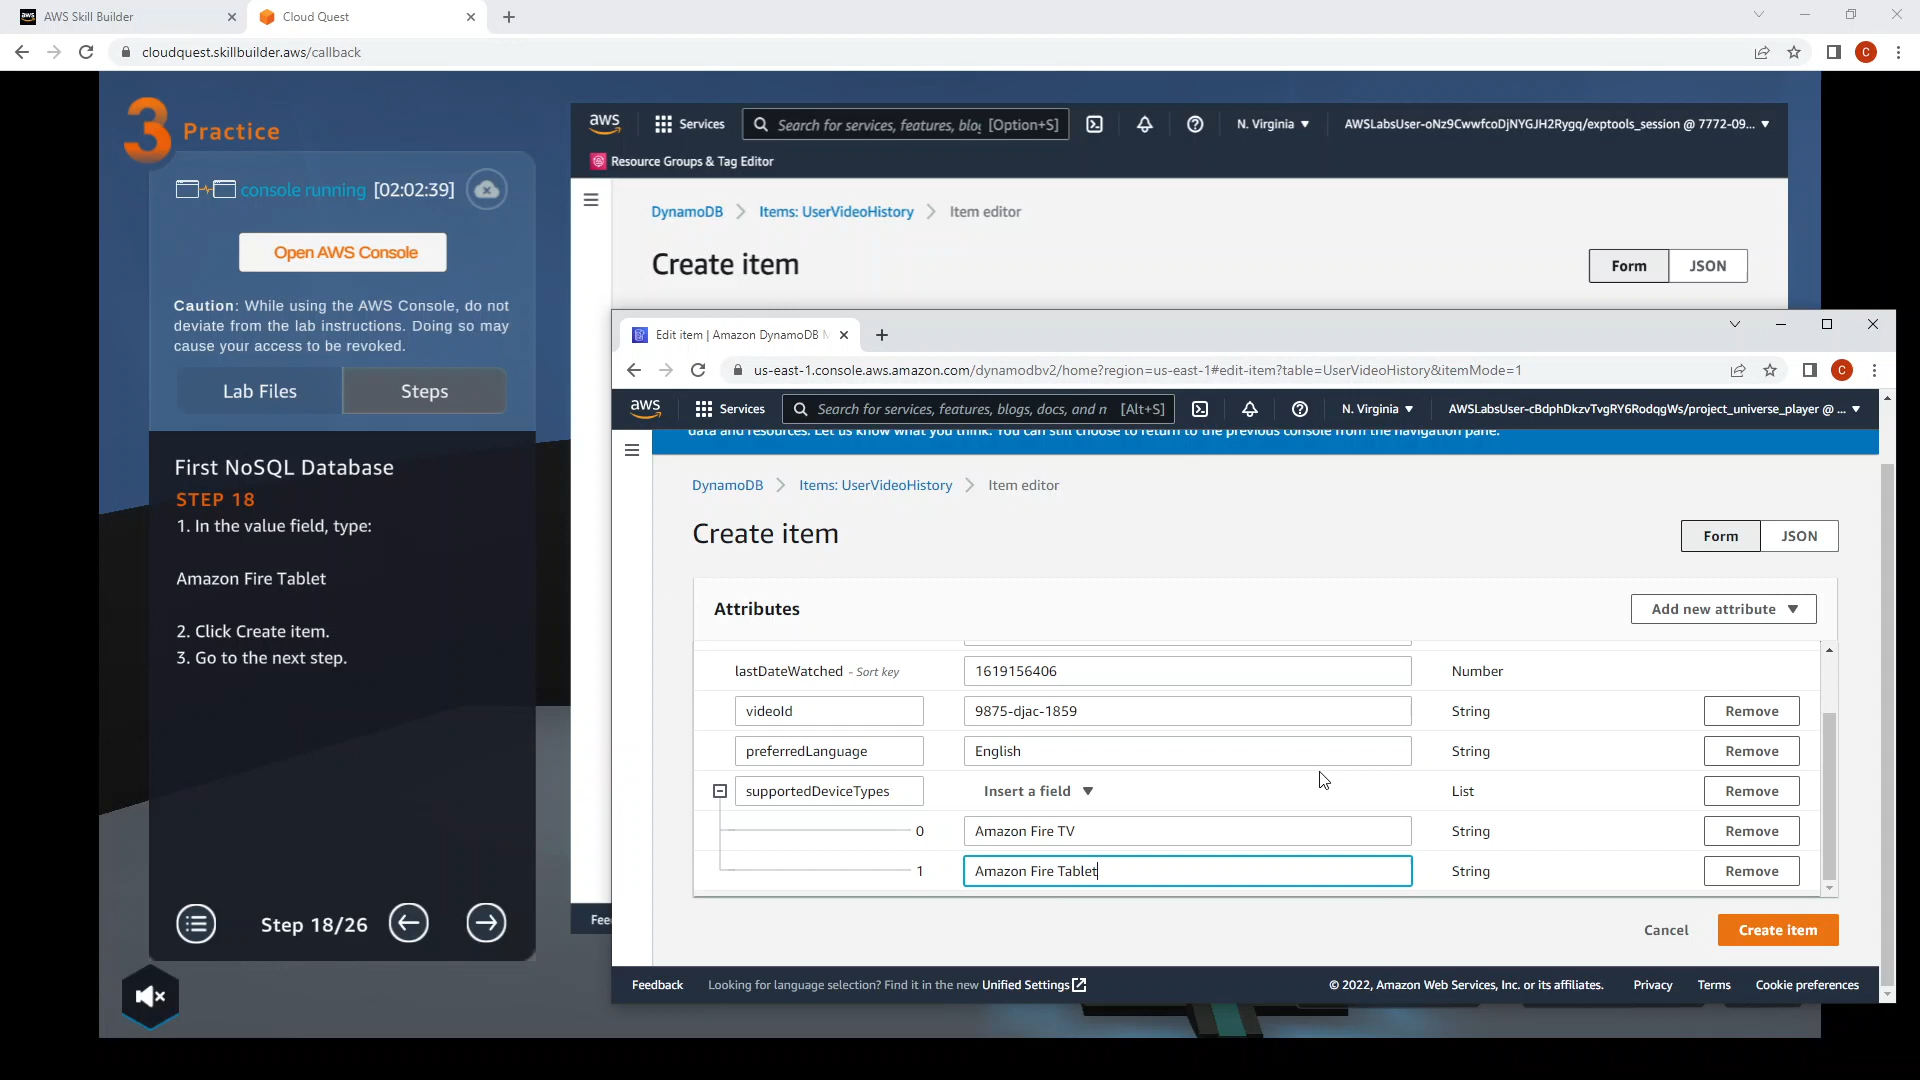 AWS Skill Builder
Cloud Quest
cloudquest.skillbuilder.aws/callback
C
3 Practice
console running [02:02:39]
Open AWS Console
Caution: While using the AWS Console, do not
deviate from the lab instructions. Doing so may
cause your access to be revoked.
Lab Files
Steps
First NoSQL Database
STEP 18
1. In the value field, type:
Amazon Fire Tablet
2. Click Create item.
3. Go to the next step.
Step 18/26
aws
Services
Search for services, features, blog [Option+S]
N. Virginia
AWSLabsUser-oNz9CwwfcoDjNYGJH2Rygq/exptools_session @ 7772-09...
Resource Groups & Tag Editor
DynamoDB
Items: UserVideoHistory
Item editor
Create item
Form
JSON
Edit item | Amazon DynamoDB M
us-east-1.console.aws.amazon.com/dynamodbv2/home?region=us-east-1#edit-item?table=UserVideoHistory&itemMode=1
C
aws
Services
Search for services, features, blogs, docs, and n [Alt+S]
N. Virginia
AWSLabsUser-cBdphDkzvTvgRY6RodqgWs/project_universe_player @ ...
data and resources. Let us know what you think. You can still choose to return to the previous console from the navigation pane.
DynamoDB
Items: UserVideoHistory
Item editor
Create item
Form
JSON
Attributes
Add new attribute
lastDateWatched - Sort key
1619156406
Number
videoId
9875-djac-1859
String
Remove
preferredLanguage
English
String
Remove
supportedDeviceTypes
Insert a field
List
Remove
0
Amazon Fire TV
String
Remove
1
Amazon Fire Tablet
String
Remove
Cancel
Create item
Fee
Feedback
Looking for language selection? Find it in the new Unified Settings
© 2022, Amazon Web Services, Inc. or its affiliates.
Privacy
Terms
Cookie preferences